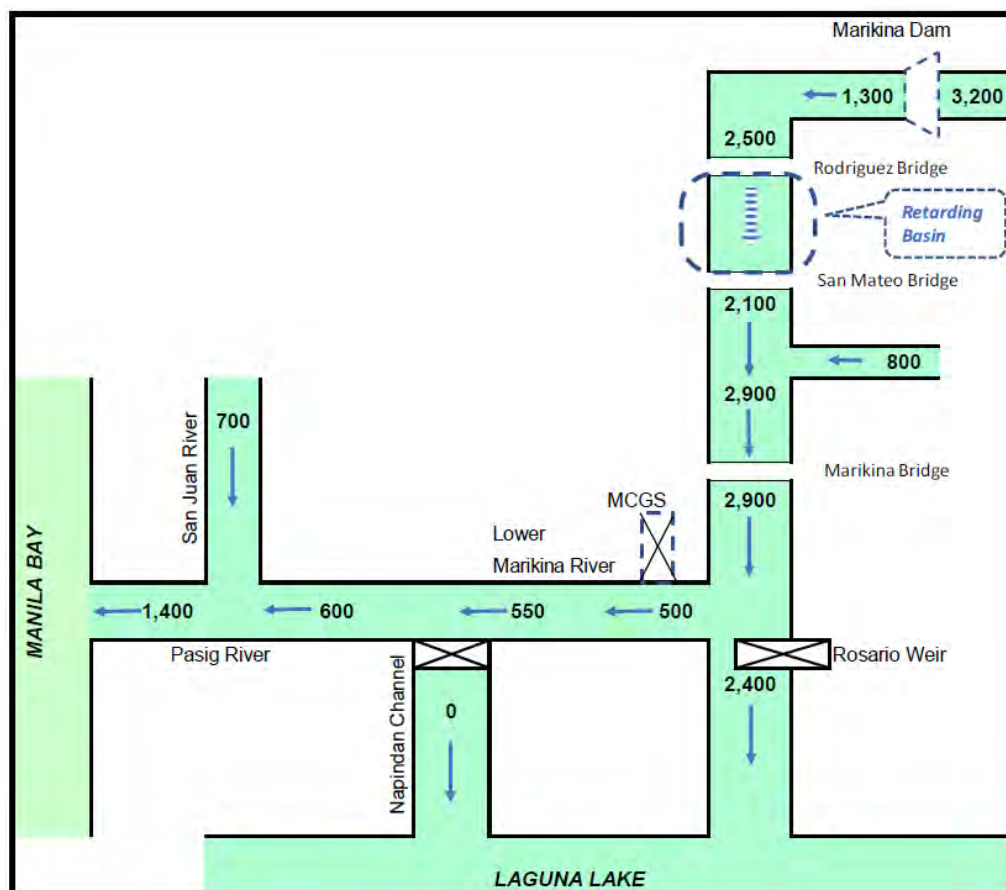 Marikina Dam
1,300
3,200
2,500
Rodriguez Bridge
Retarding
Basin
San Mateo Bridge
2,100
800
2,900
700
San Juan River
Marikina Bridge
MCGS
2,900
Lower
Marikina River
MANILA BAY
1,400
600
550
500
Pasig River
Rosario Weir
2,400
Napindan Channel
0
LAGUNA LAKE